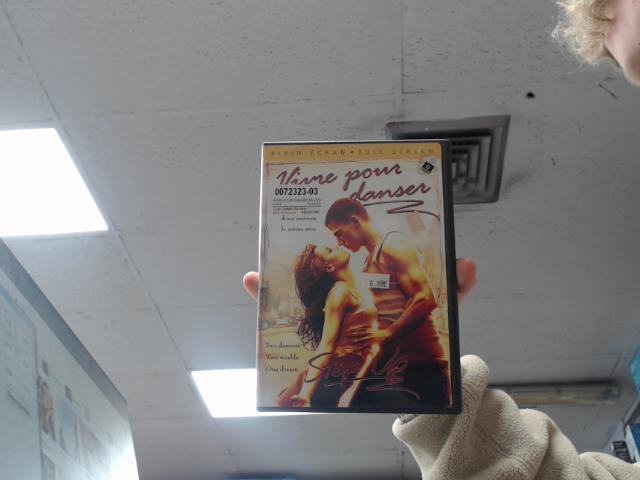 PLEIN ÉCRAN • FULL SCREEN
Vivre pour
danser
0072323-03
deux univers.
le même rêve.
Two dancers.
Two worlds.
One dream.
Step Up